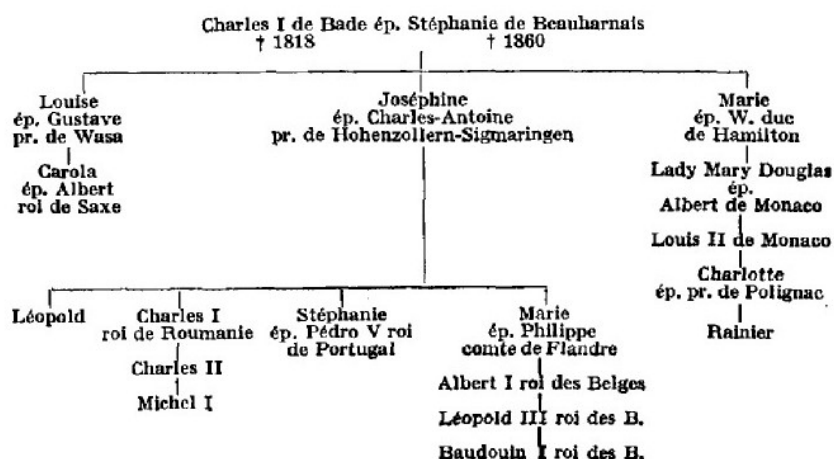 Charles I de Bade ép. Stéphanie de Beauharnais
† 1818 † 1860
Louise
ép. Gustave
pr. de Wasa
Carola
ép. Albert
roi de Saxe
Joséphine
ép. Charles-Antoine
pr. de Hohenzollern-Sigmaringen
Marie
ép. W. duc
de Hamilton
Lady Mary Douglas
ép.
Albert de Monaco
Louis II de Monaco
Charlotte
ép. pr. de Polignac
Rainier
Léopold
Charles I
roi de Roumanie
Charles II
Michel I
Stéphanie
ép. Pédro V roi
de Portugal
Marie
ép. Philippe
comte de Flandre
Albert I roi des Belges
Léopold III roi des B.
Baudouin I roi des B.